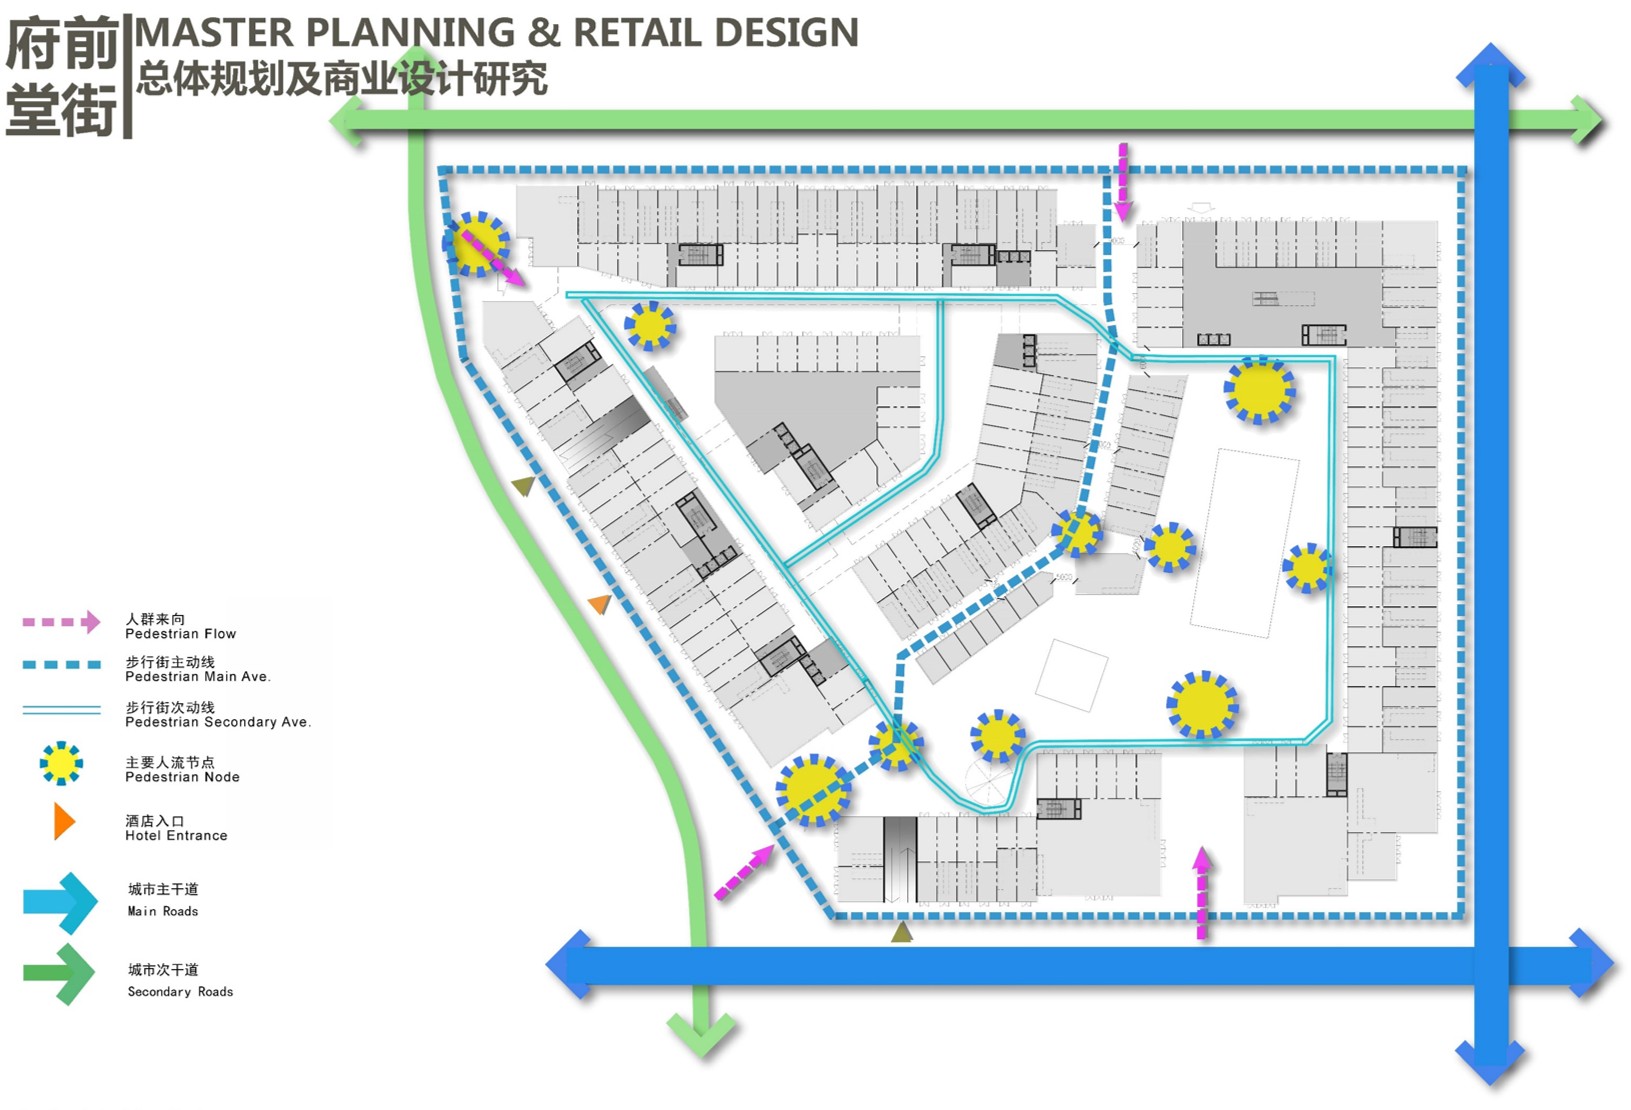 府前
堂街
MASTER PLANNING & RETAIL DESIGN
总体规划及商业设计研究
人群来向
Pedestrian Flow
步行街主动线
Pedestrian Main Ave.
步行街次动线
Pedestrian Secondary Ave.
主要人流节点
Pedestrian Node
酒店入口
Hotel Entrance
城市主干道
Main Roads
城市次干道
Secondary Roads